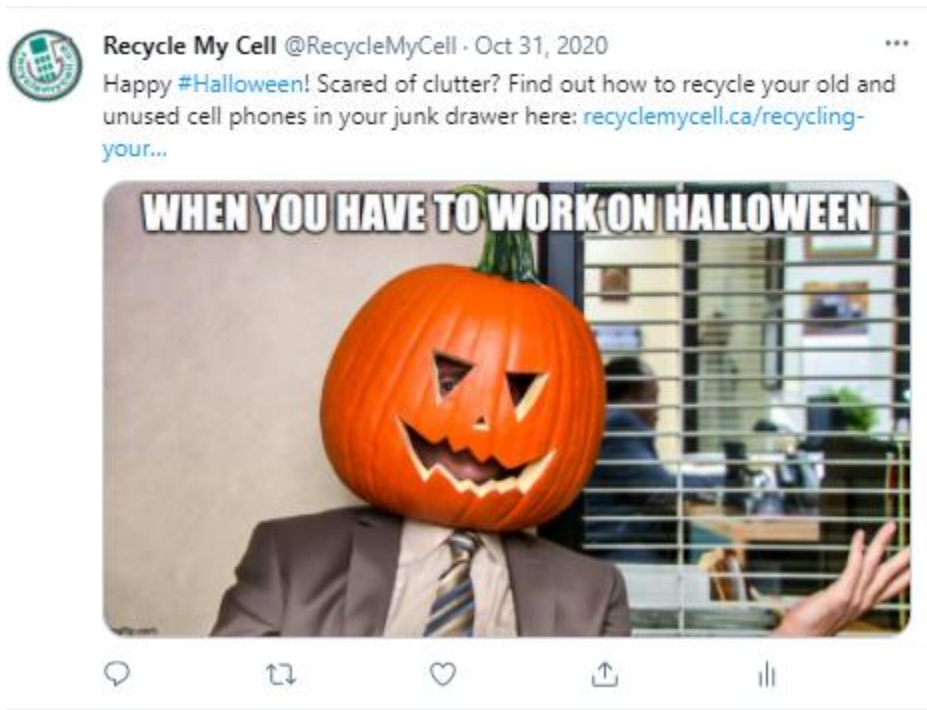 Recycle My Cell @RecycleMyCell · Oct 31, 2020
Happy #Halloween! Scared of clutter? Find out how to recycle your old and
unused cell phones in your junk drawer here: recyclemycell.ca/recycling-
your...
WHEN YOU HAVE TO WORK ON HALLOWEEN
imgflip.com